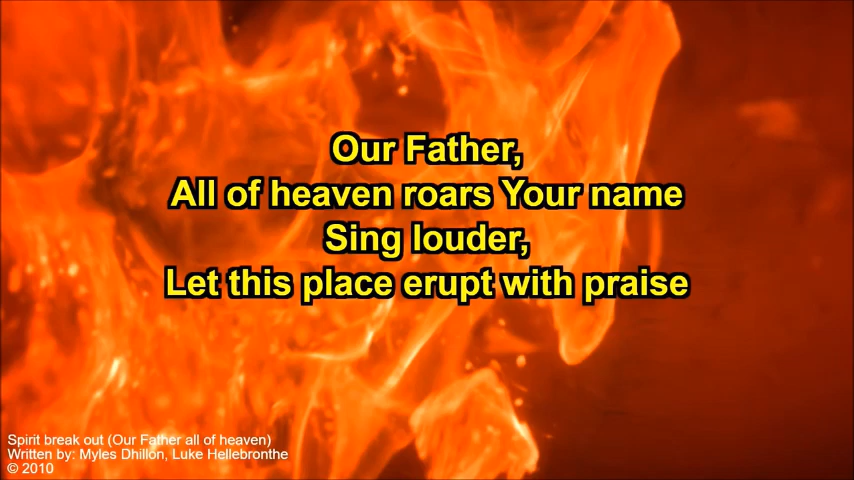 Our Father,
All of heaven roars Your name
Sing louder,
Let this place erupt with praise
Spirit break out (Our Father all of heaven)
Written by: Myles Dhillon, Luke Hellebronthe
© 2010